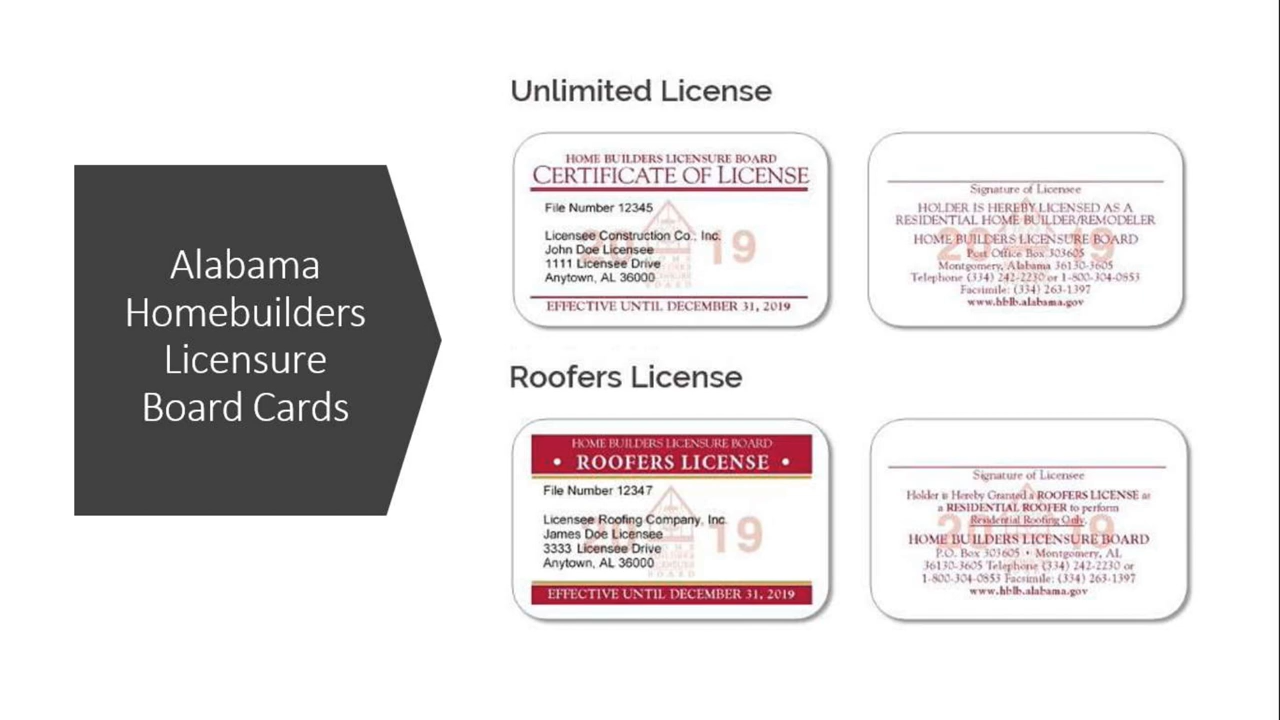 Alabama
Homebuilders
Licensure
Board Cards
Unlimited License
HOME BUILDERS LICENSURE BOARD
CERTIFICATE OF LICENSE
File Number 12345
Licensee Construction Co., Inc.
John Doe Licensee
1111 Licensee Drive
Anytown, AL 36000
2019
EFFECTIVE UNTIL DECEMBER 31, 2019
Signature of Licensee
HOLDER IS HEREBY LICENSED AS A
RESIDENTIAL HOME BUILDER/REMODELER
HOME BUILDERS LICENSURE BOARD
Post Office Box 303605
Montgomery, Alabama 36130-3605
Telephone (334) 242-2230 or 1-800-304-0853
Facsimile: (334) 263-1397
www.hblb.alabama.gov
2019
Roofers License
HOME BUILDERS LICENSURE BOARD
• ROOFERS LICENSE •
File Number 12347
Licensee Roofing Company, Inc.
James Doe Licensee
3333 Licensee Drive
Anytown, AL 36000
2019
EFFECTIVE UNTIL DECEMBER 31, 2019
Signature of Licensee
Holder is Hereby Granted a ROOFERS LICENSE as
a RESIDENTIAL ROOFER to perform
Residential Roofing Only.
HOME BUILDERS LICENSURE BOARD
P.O. Box 303605 • Montgomery, AL
36130-3605 Telephone (334) 242-2230 or
1-800-304-0853 Facsimile: (334) 263-1397
www.hblb.alabama.gov
2019